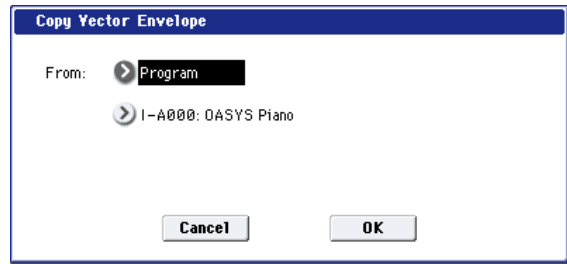 Copy Vector Envelope
From: Program
I-A000: OASYS Piano
Cancel OK